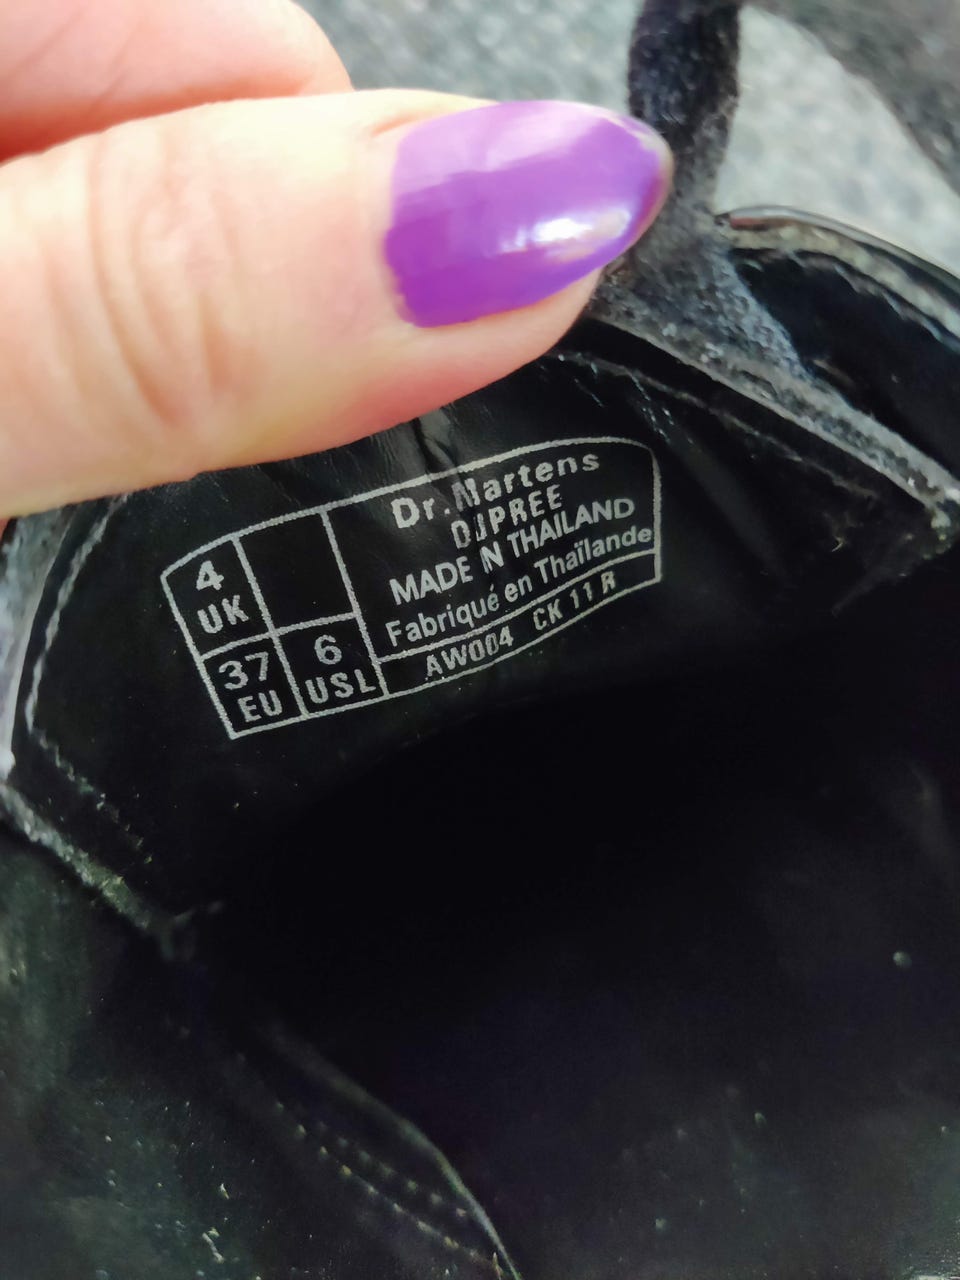 4
UK
37
EU
6
USL
Dr. Martens
DUPREE
MADE IN THAILAND
Fabriqué en Thaïlande
AW004 CK 11 R